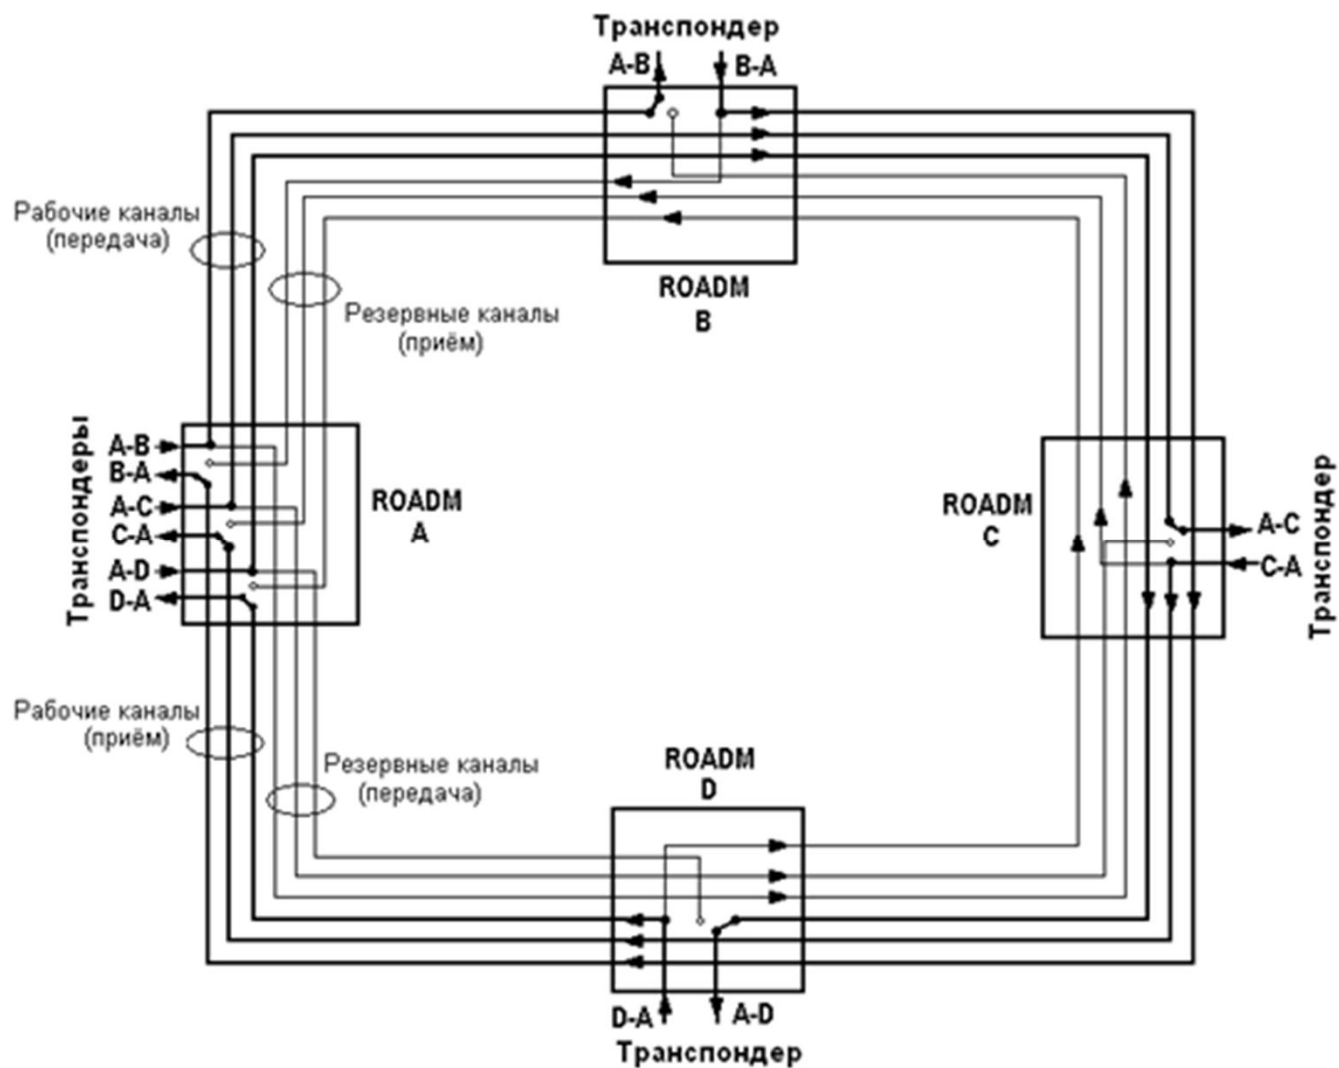 Транспондер
A-B
B-A
ROADM
B
Рабочие каналы
(передача)
Резервные каналы
(приём)
Транспондеры
A-B
B-A
A-C
C-A
A-D
D-A
ROADM
A
ROADM
C
A-C
C-A
Транспондер
Рабочие каналы
(приём)
Резервные каналы
(передача)
ROADM
D
D-A
A-D
Транспондер